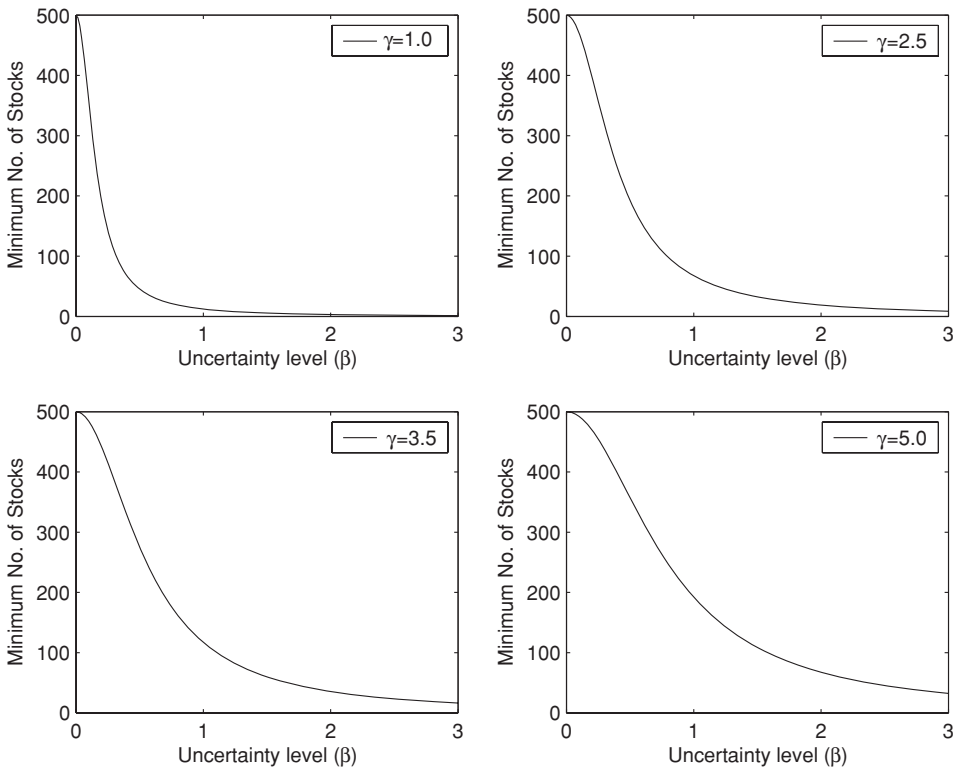 γ=1.0
Minimum No. of Stocks
500
400
300
200
100
0
0 1 2 3
Uncertainty level (β)
γ=2.5
Minimum No. of Stocks
500
400
300
200
100
0
0 1 2 3
Uncertainty level (β)
γ=3.5
Minimum No. of Stocks
500
400
300
200
100
0
0 1 2 3
Uncertainty level (β)
γ=5.0
Minimum No. of Stocks
500
400
300
200
100
0
0 1 2 3
Uncertainty level (β)